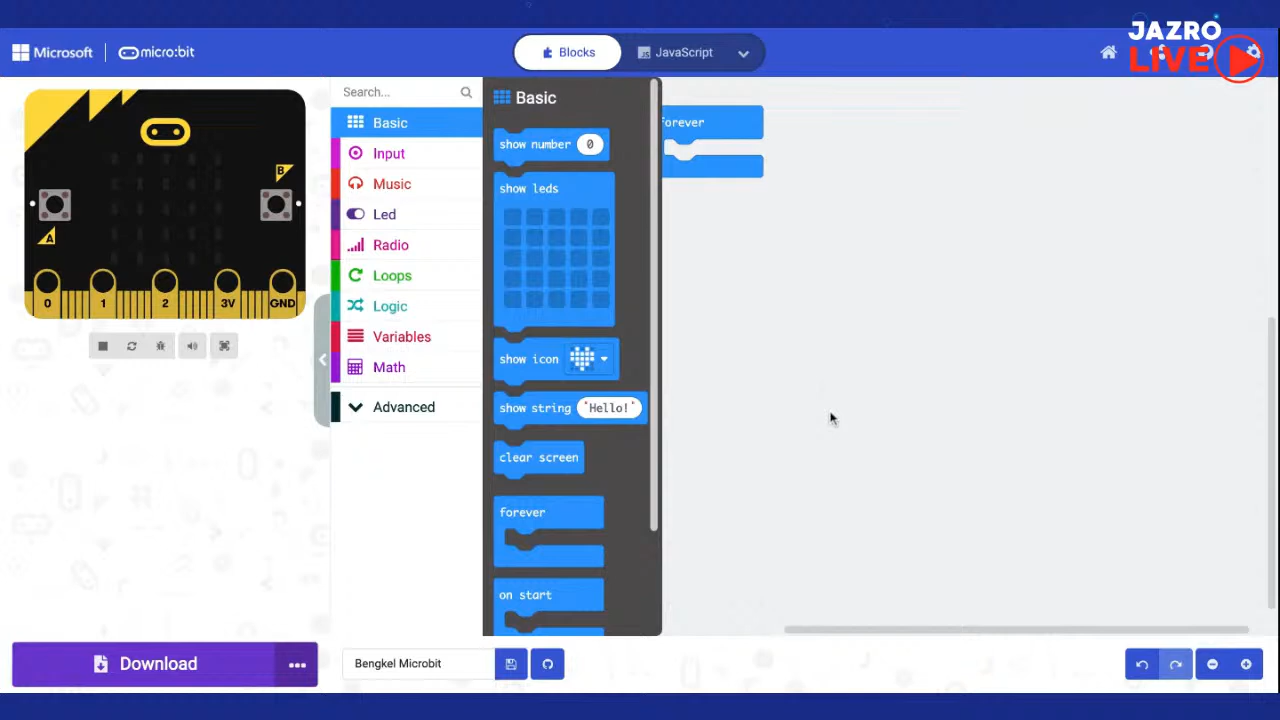 JAZRO
LIVE
Microsoft
micro:bit
Blocks
JavaScript
Search...
Basic
Input
Music
Led
Radio
Loops
Logic
Variables
Math
Advanced
Basic
show number 0
show leds
show icon
show string "Hello!"
clear screen
forever
on start
forever
A
B
0 1 2 3V GND
Download
Bengkel Microbit